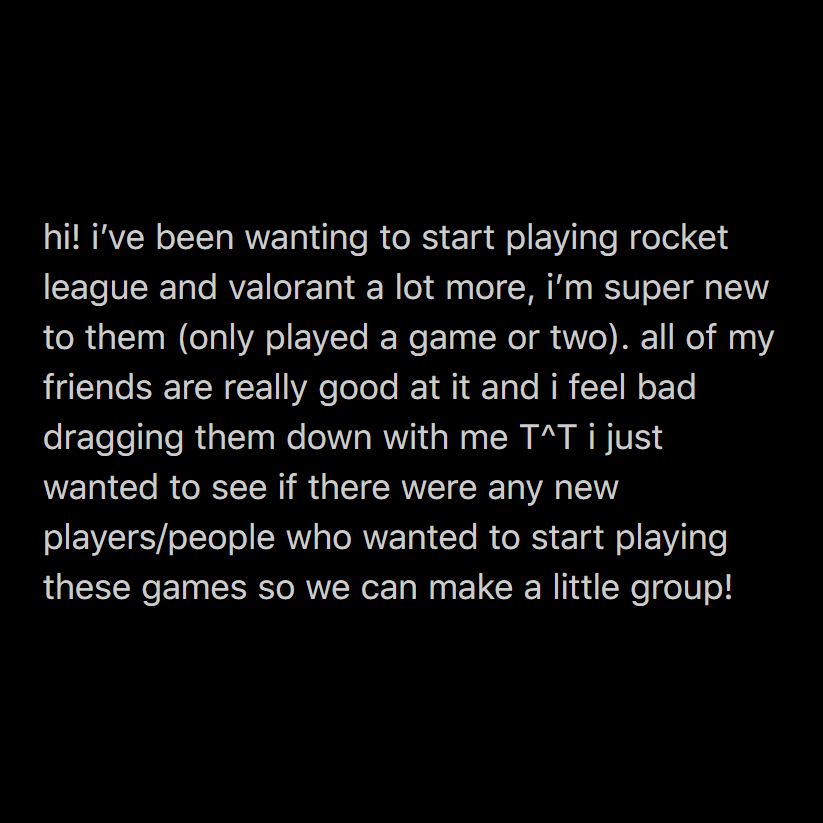 hi! i’ve been wanting to start playing rocket
league and valorant a lot more, i’m super new
to them (only played a game or two). all of my
friends are really good at it and i feel bad
dragging them down with me T^T i just
wanted to see if there were any new
players/people who wanted to start playing
these games so we can make a little group!